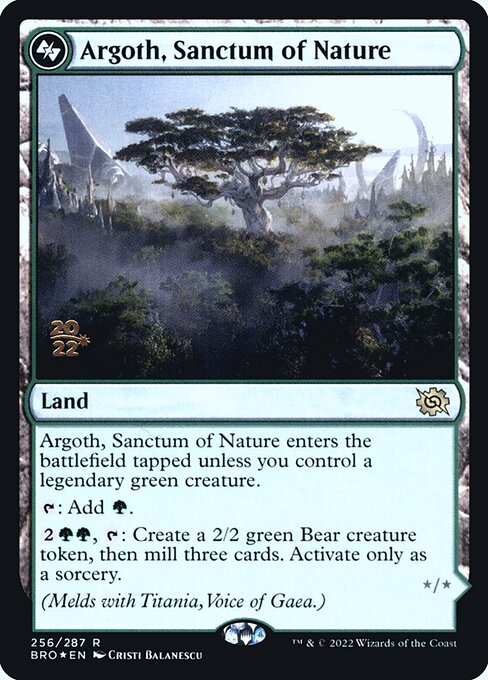 Argoth, Sanctum of Nature
20
22
Land
Argoth, Sanctum of Nature enters the
battlefield tapped unless you control a
legendary green creature.
: Add .
2, : Create a 2/2 green Bear creature
token, then mill three cards. Activate only as
a sorcery.
*/*
(Melds with Titania, Voice of Gaea.)
256/287 R
BRO EN Cristi Balanescu
™ & © 2022 Wizards of the Coast